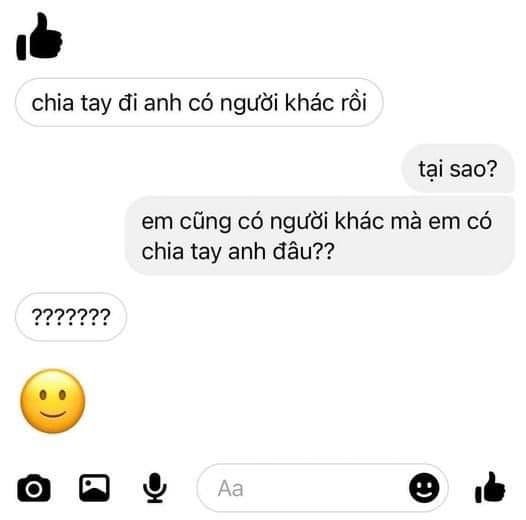 chia tay đi anh có người khác rồi
tại sao?
em cũng có người khác mà em có
chia tay anh đâu??
???????
Aa